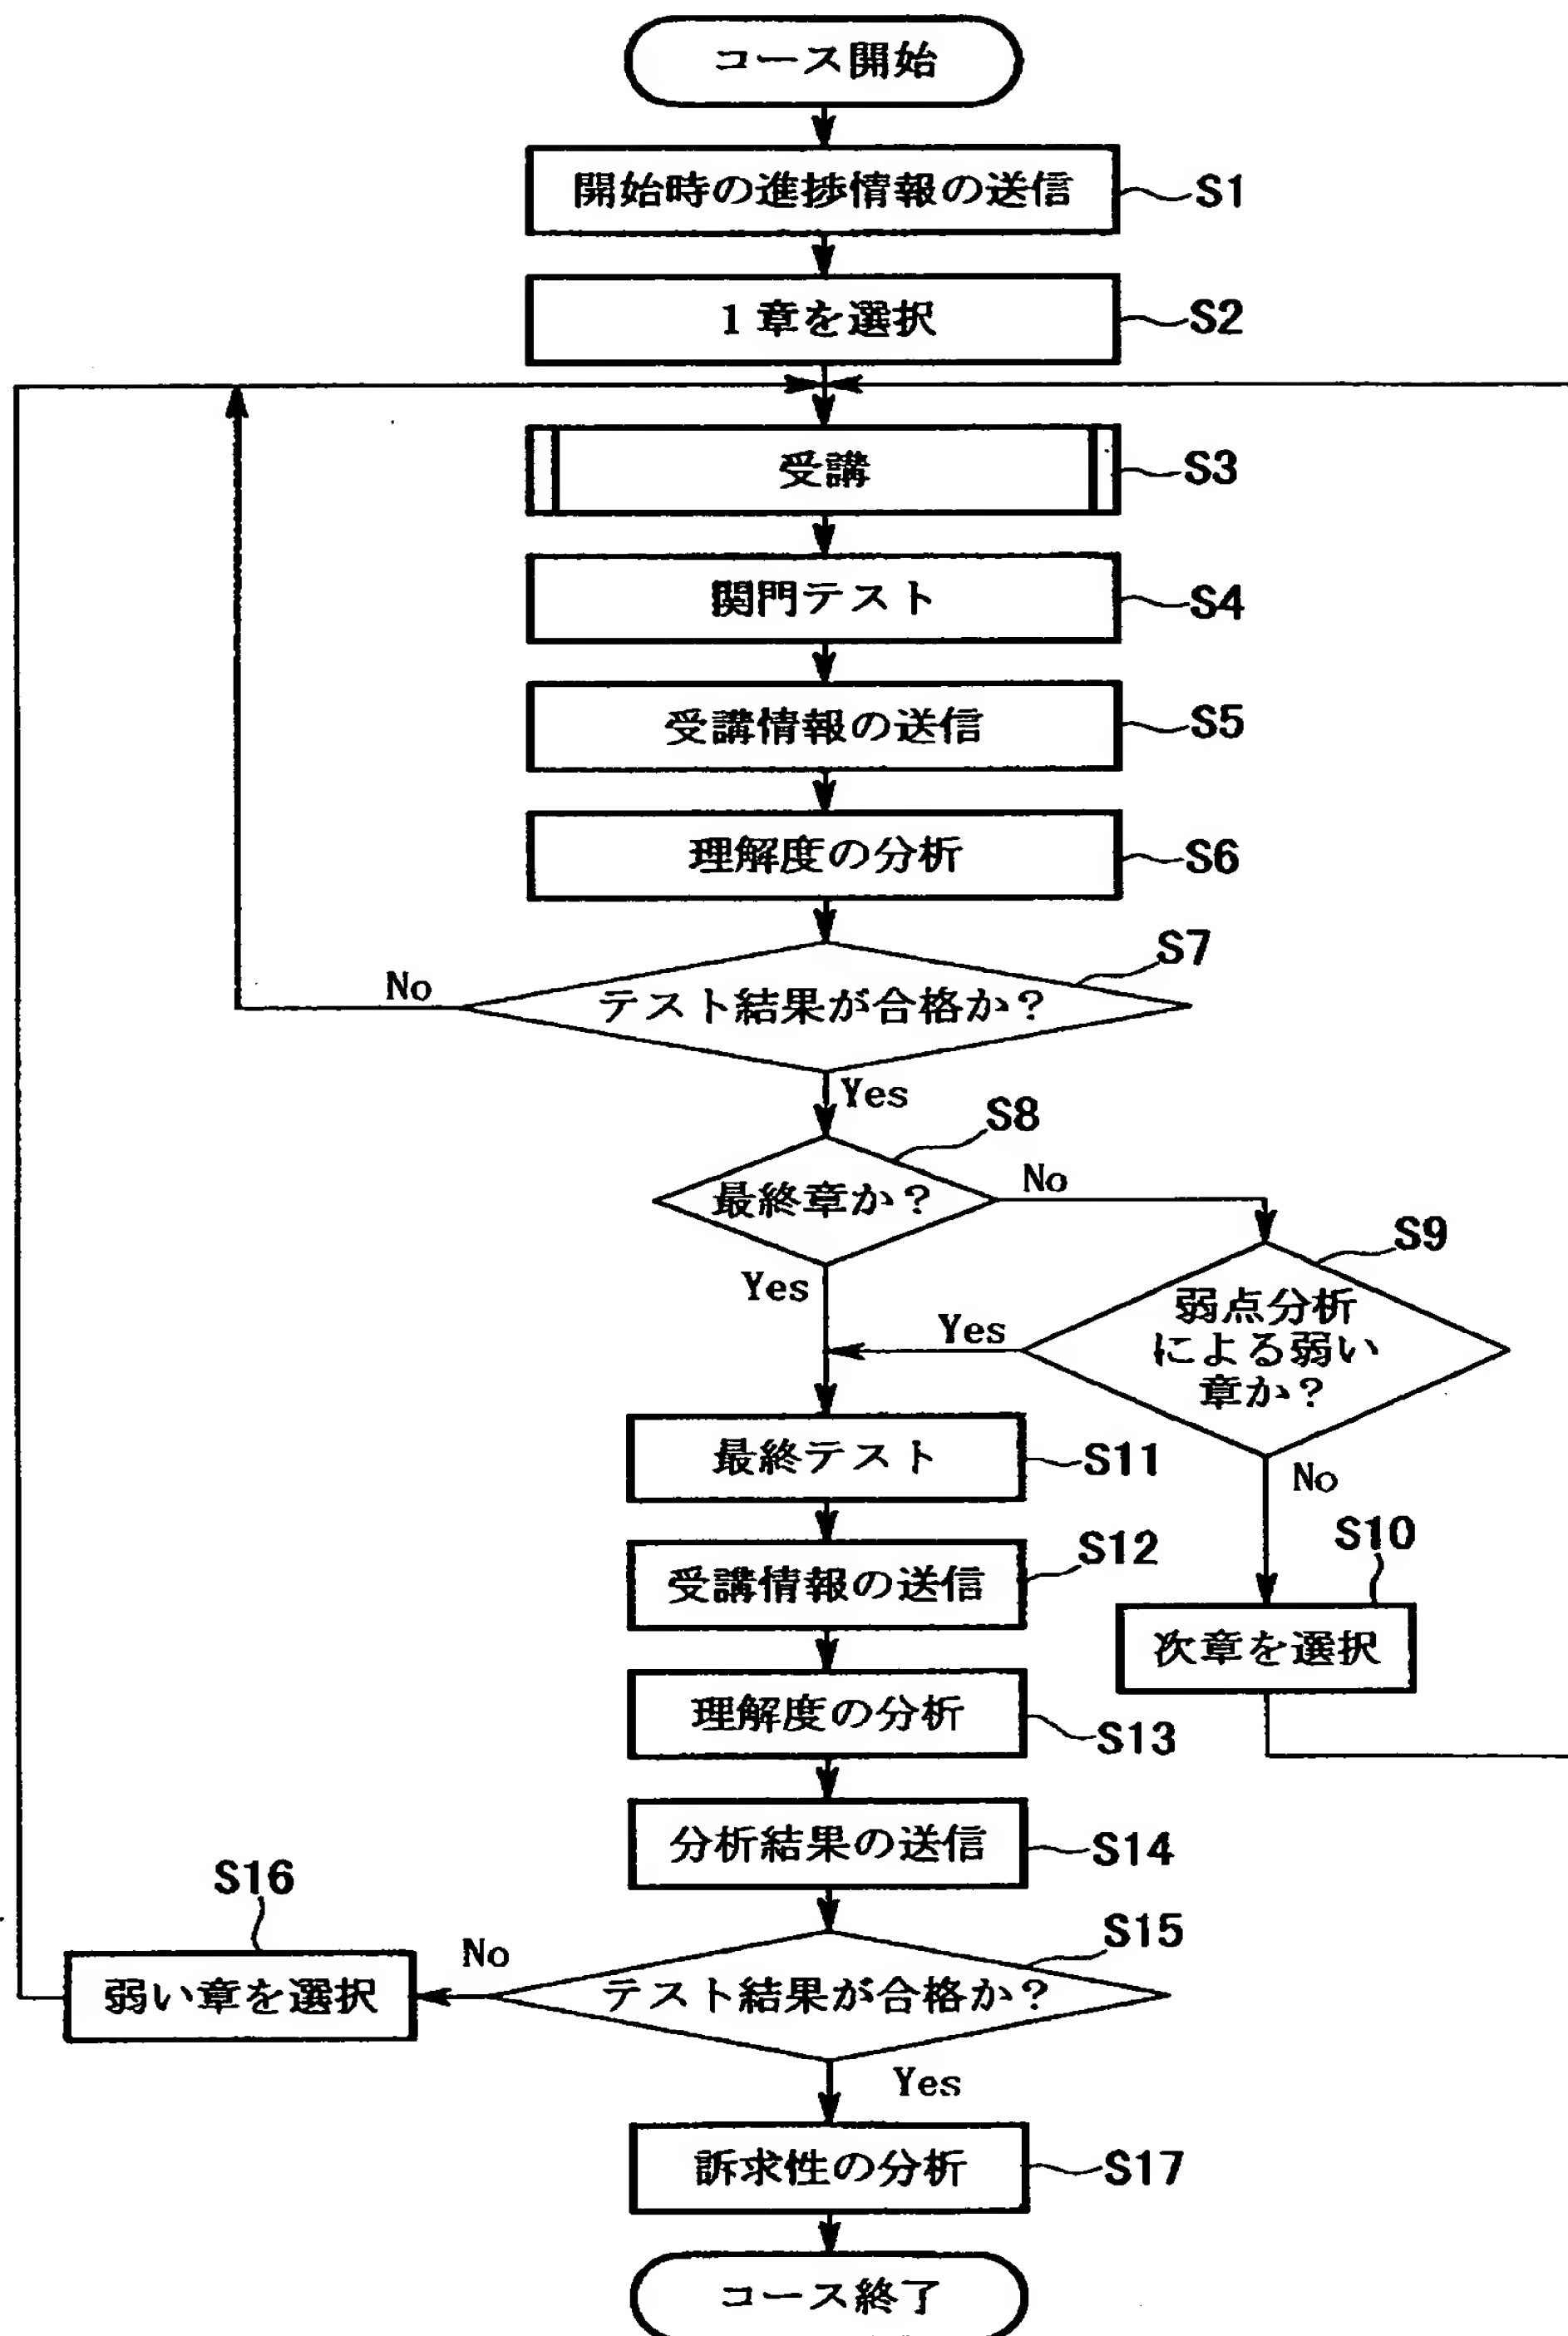 コース開始
開始時の進捗情報の送信
S1
1章を選択
S2
受講
S3
関門テスト
S4
受講情報の送信
S5
理解度の分析
S6
S7
No
テスト結果が合格か?
Yes
S8
最終章か?
No
S9
Yes
Yes
弱点分析
による弱い
章か?
最終テスト
S11
No
S10
受講情報の送信
S12
次章を選択
理解度の分析
S13
分析結果の送信
S14
S16
S15
No
弱い章を選択
テスト結果が合格か?
Yes
訴求性の分析
S17
コース終了